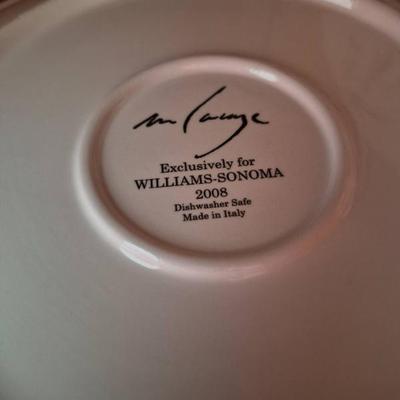 Exclusively for
WILLIAMS-SONOMA
2008
Dishwasher Safe
Made in Italy